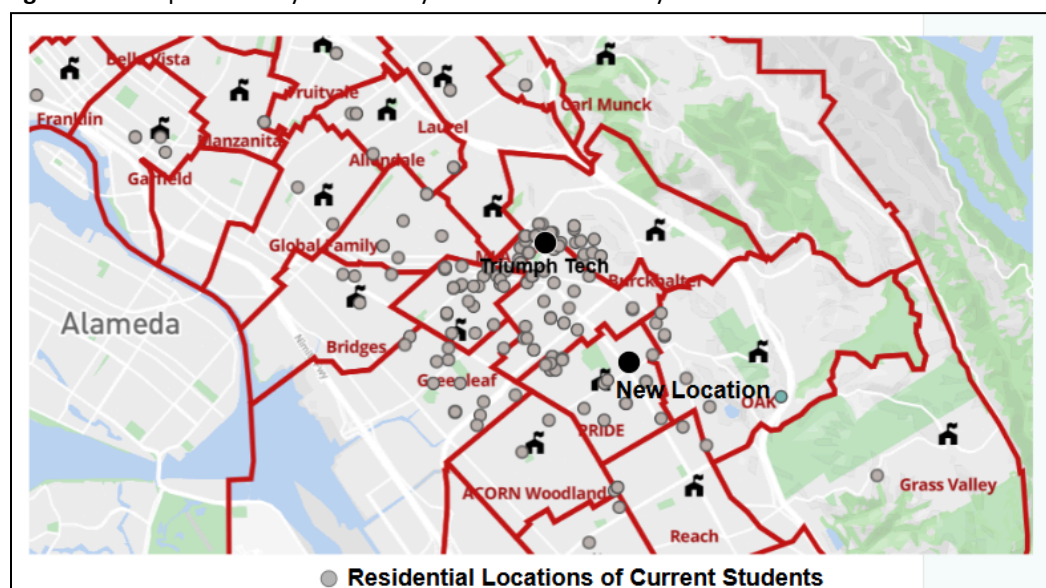 Bella Vista
Fruitvale
Carl Munck
Franklin
Manzanita
Laurel
Allendale
Garfield
Global Family
Triumph Tech
Burckhalter
Alameda
Bridges
Greenleaf
New Location
OAK
PRIDE
ACORN Woodland
Grass Valley
Reach
Residential Locations of Current Students